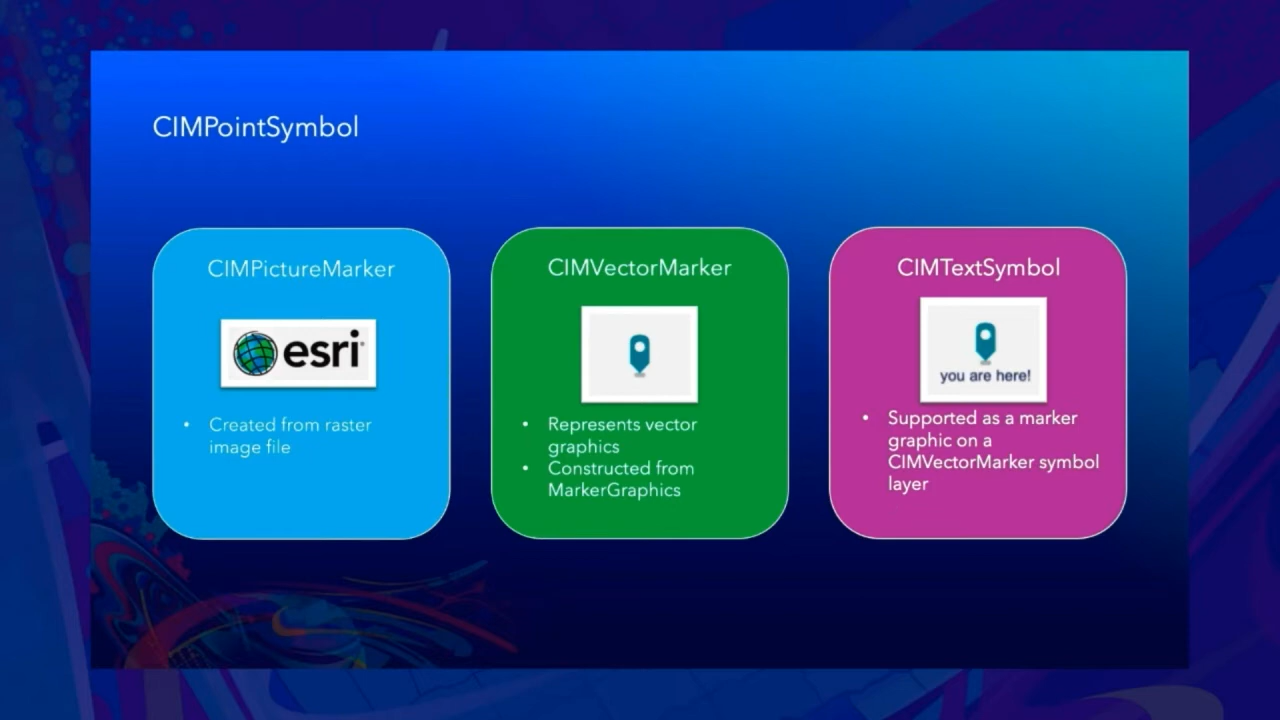 CIMPointSymbol
CIMPictureMarker
esri
• Created from raster
image file
CIMVectorMarker
• Represents vector
graphics
• Constructed from
MarkerGraphics
CIMTextSymbol
you are here!
• Supported as a marker
graphic on a
CIMVectorMarker symbol
layer